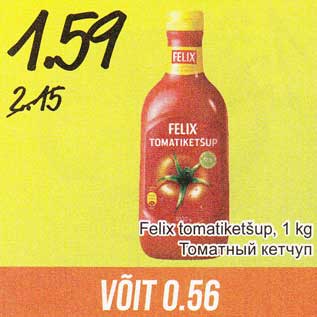 1.59
2.15
FELIX
FELIX
TOMATIKETŠUP
Felix tomatiketšup, 1 kg
Томатный кетчуп
VÕIT 0.56